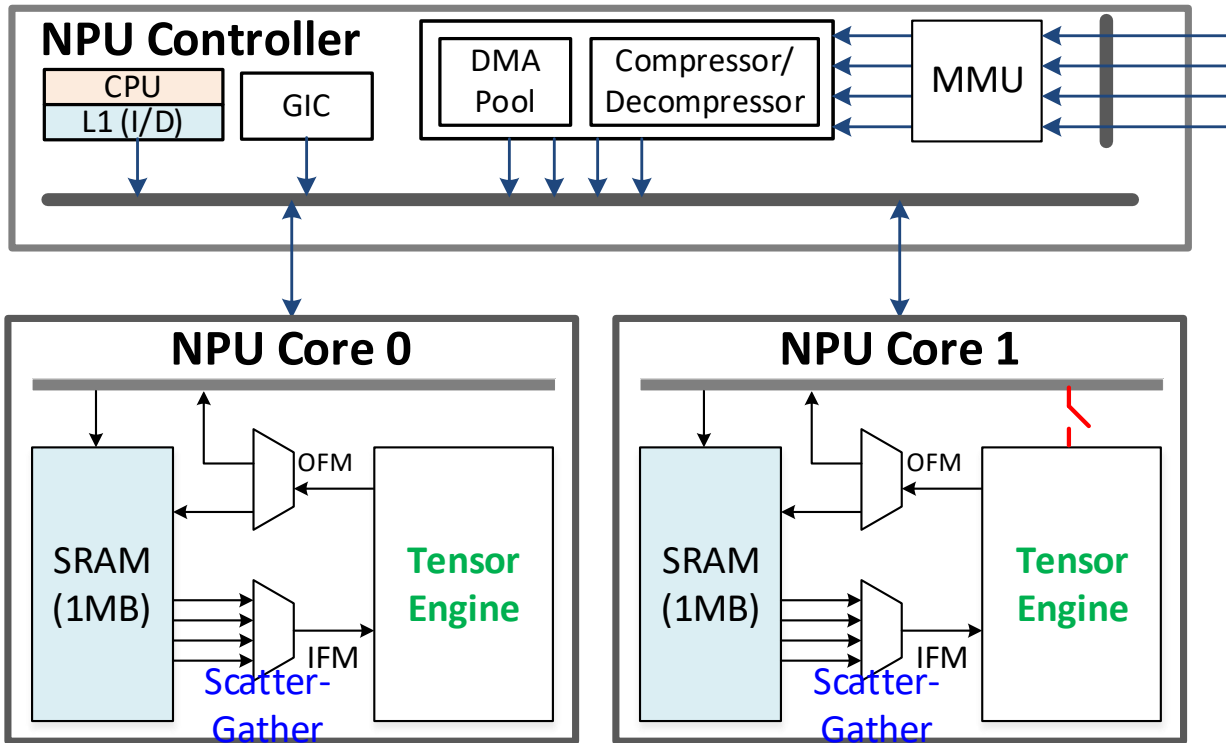 NPU Controller
CPU
L1 (I/D)
GIC
DMA
Pool
Compressor/
Decompressor
MMU
NPU Core 0
OFM
SRAM
(1MB)
Tensor
Engine
IFM
Scatter-
Gather
NPU Core 1
OFM
SRAM
(1MB)
Tensor
Engine
IFM
Scatter-
Gather